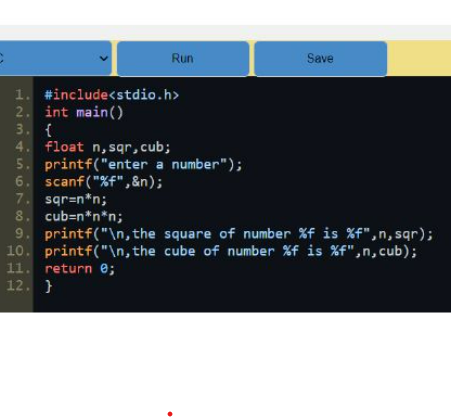 C Run Save
1. #include<stdio.h>
2. int main()
3. {
4. float n,sqr,cub;
5. printf("enter a number");
6. scanf("%f",&n);
7. sqr=n*n;
8. cub=n*n*n;
9. printf("\n,the square of number %f is %f",n,sqr);
10. printf("\n,the cube of number %f is %f",n,cub);
11. return 0;
12. }